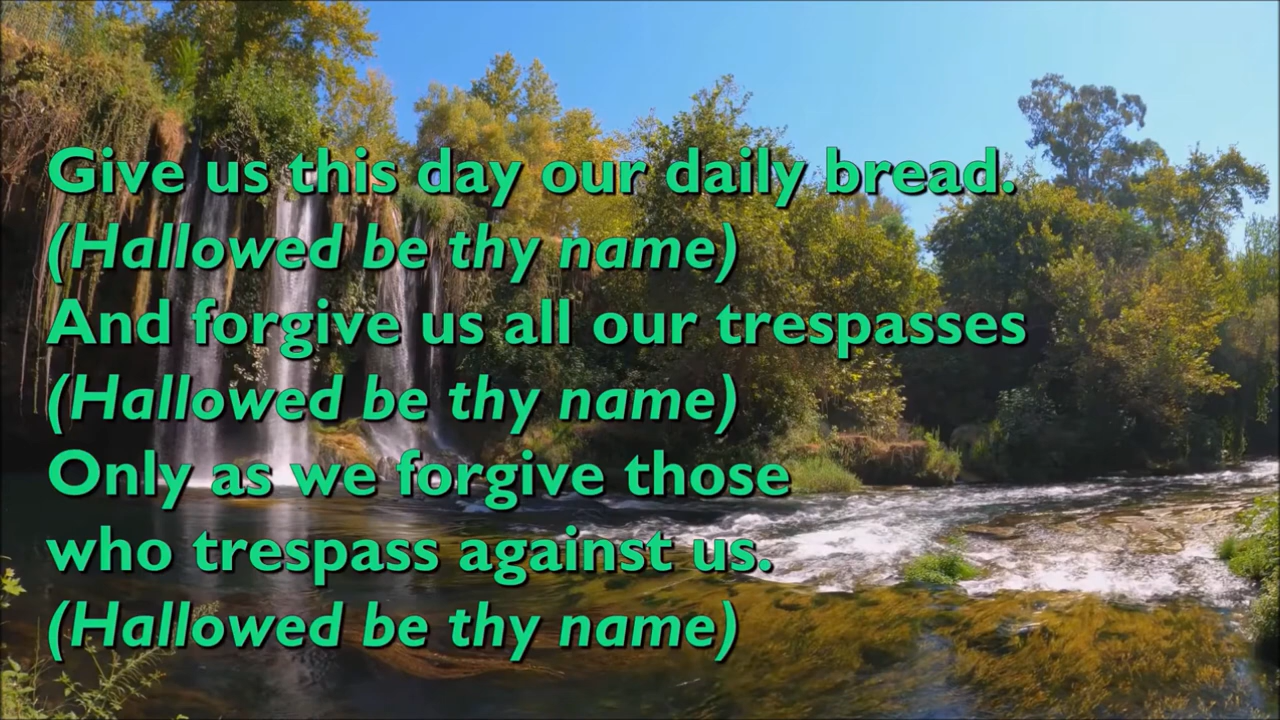 Give us this day our daily bread.
(Hallowed be thy name)
And forgive us all our trespasses
(Hallowed be thy name)
Only as we forgive those
who trespass against us.
(Hallowed be thy name)